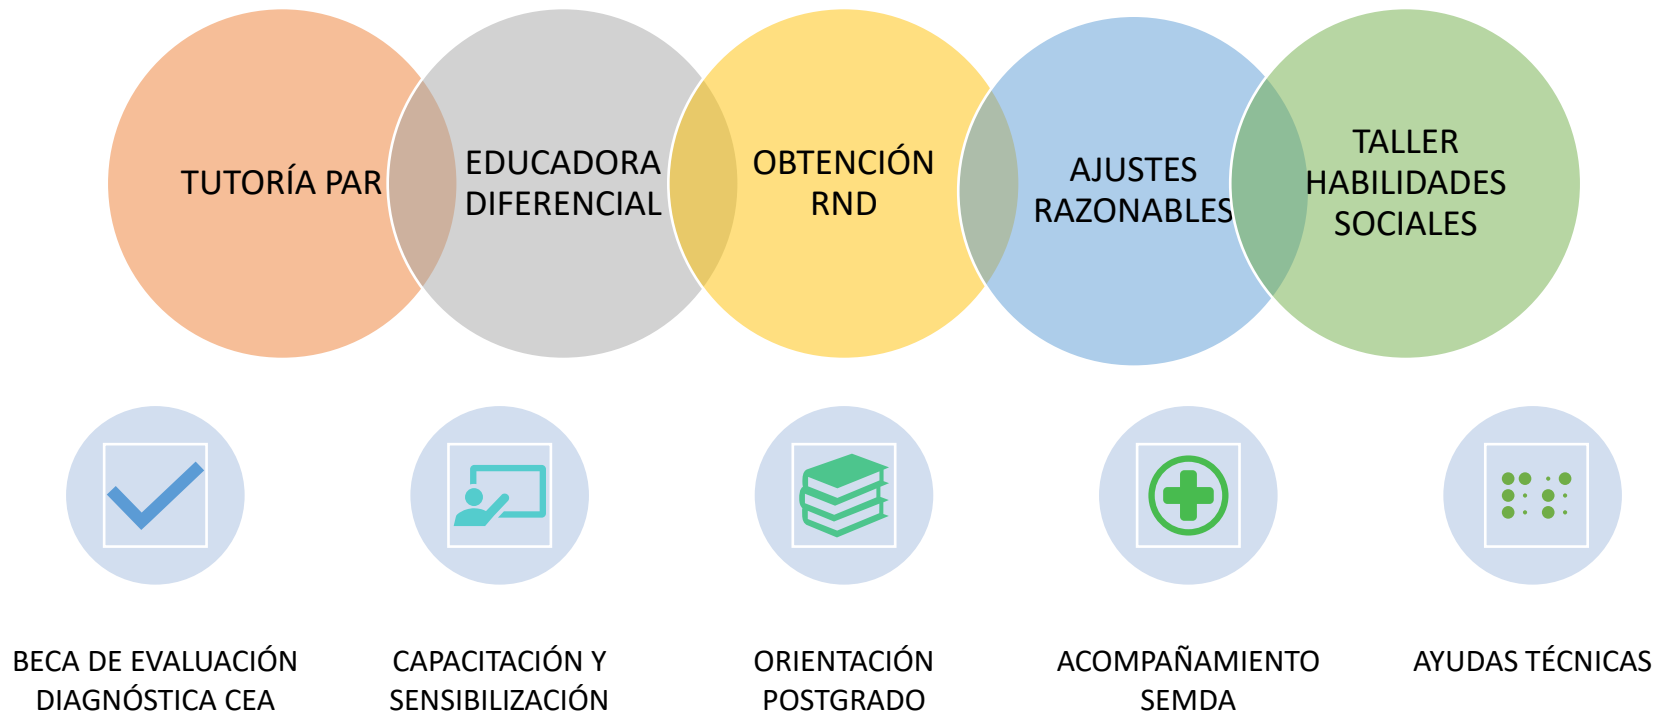 TUTORÍA PAR
EDUCADORA
DIFERENCIAL
OBTENCIÓN
RND
AJUSTES
RAZONABLES
TALLER
HABILIDADES
SOCIALES
BECA DE EVALUACIÓN
DIAGNÓSTICA CEA
CAPACITACIÓN Y
SENSIBILIZACIÓN
ORIENTACIÓN
POSTGRADO
ACOMPAÑAMIENTO
SEMDA
AYUDAS TÉCNICAS